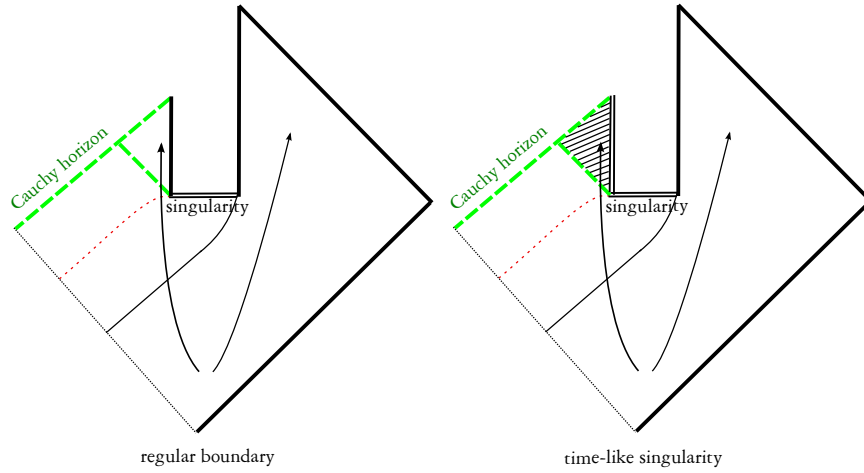 Cauchy horizon
singularity
regular boundary
Cauchy horizon
singularity
time-like singularity